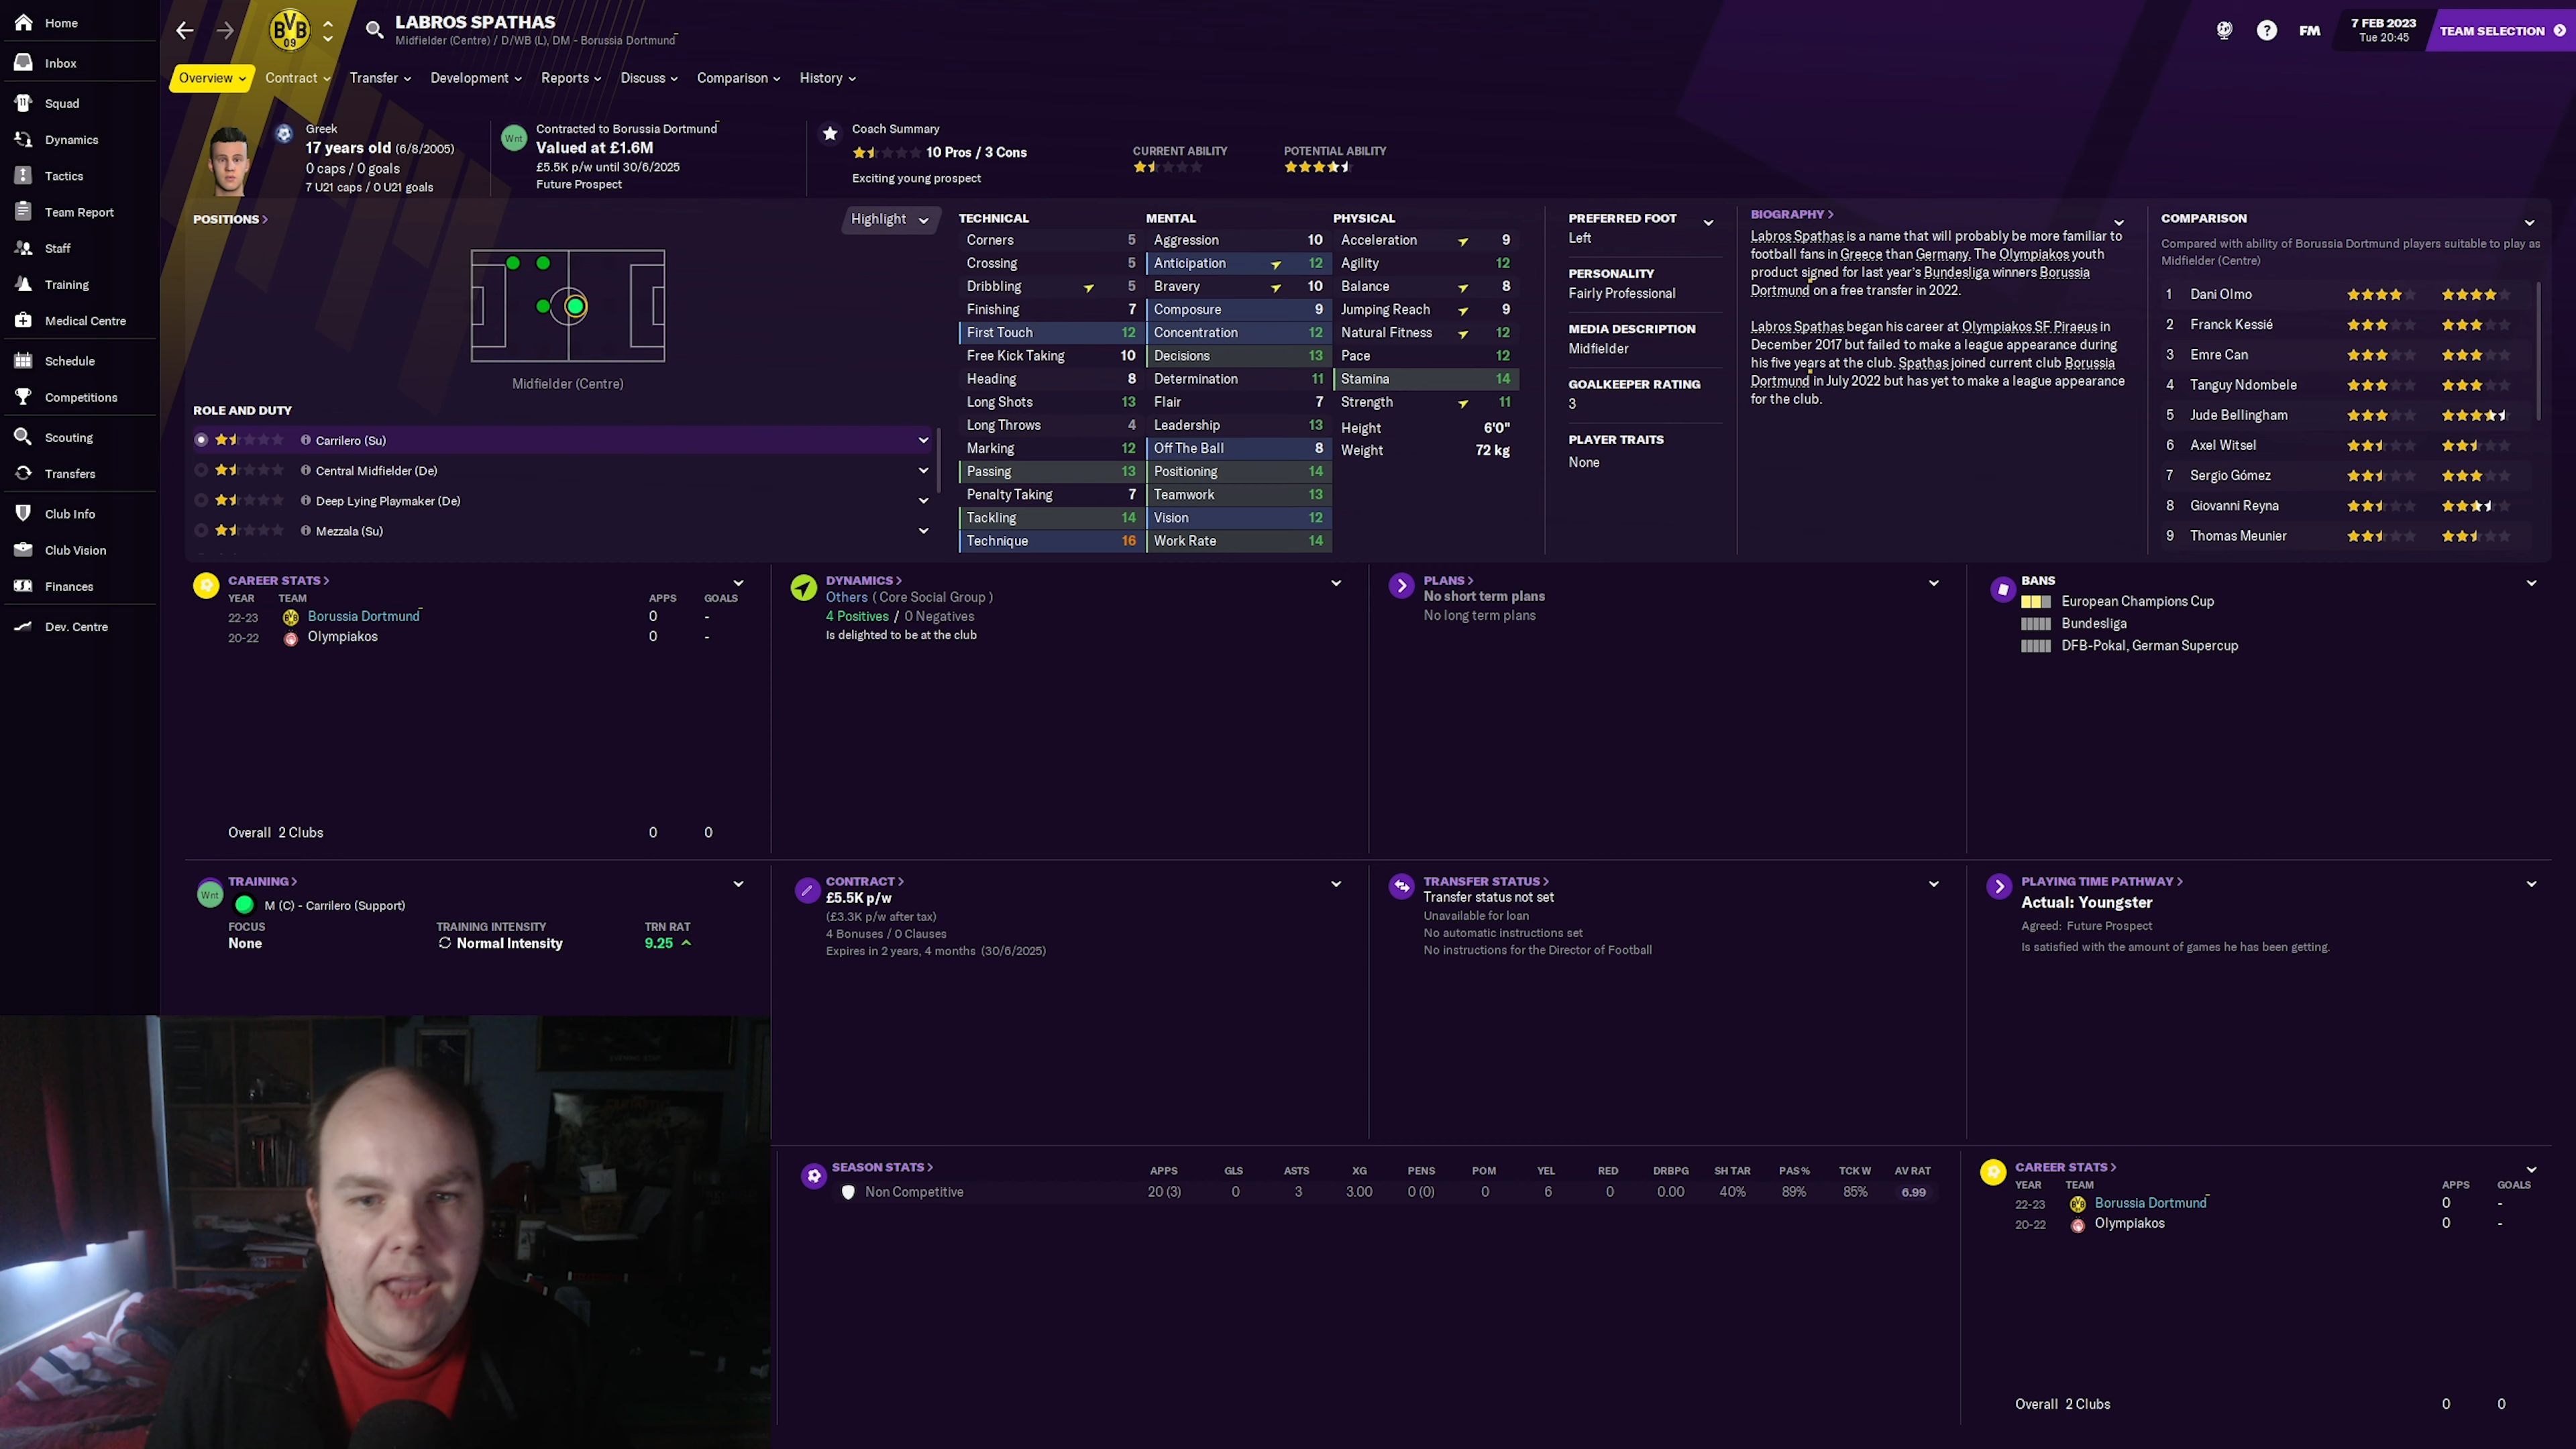 Home
Inbox
Squad
Dynamics
Tactics
Team Report
Staff
Training
Medical Centre
Schedule
Competitions
Scouting
Transfers
Club Info
Club Vision
Finances
Dev. Centre
BVB 09
LABROS SPATHAS
Midfielder (Centre) / D/WB (L), DM - Borussia Dortmund
FM
7 FEB 2023
Tue 20:45
TEAM SELECTION
Overview Contract Transfer Development Reports Discuss Comparison History
Greek
17 years old (6/8/2005)
0 caps / 0 goals
7 U21 caps / 0 U21 goals
Wnt
Contracted to Borussia Dortmund
Valued at £1.6M
£5.5K p/w until 30/6/2025
Future Prospect
Coach Summary
10 Pros / 3 Cons
Exciting young prospect
CURRENT ABILITY
POTENTIAL ABILITY
POSITIONS >
Highlight
Midfielder (Centre)
ROLE AND DUTY
Carrilero (Su)
Central Midfielder (De)
Deep Lying Playmaker (De)
Mezzala (Su)
TECHNICAL
Corners 5
Crossing 5
Dribbling 5
Finishing 7
First Touch 12
Free Kick Taking 10
Heading 8
Long Shots 13
Long Throws 4
Marking 12
Passing 13
Penalty Taking 7
Tackling 14
Technique 16
MENTAL
Aggression 10
Anticipation 12
Bravery 10
Composure 9
Concentration 12
Decisions 13
Determination 11
Flair 7
Leadership 13
Off The Ball 8
Positioning 14
Teamwork 13
Vision 12
Work Rate 14
PHYSICAL
Acceleration 9
Agility 12
Balance 8
Jumping Reach 9
Natural Fitness 12
Pace 12
Stamina 14
Strength 11
Height 6'0"
Weight 72 kg
PREFERRED FOOT
Left
PERSONALITY
Fairly Professional
MEDIA DESCRIPTION
Midfielder
GOALKEEPER RATING
3
PLAYER TRAITS
None
BIOGRAPHY >
Labros Spathas is a name that will probably be more familiar to
football fans in Greece than Germany. The Olympiakos youth
product signed for last year's Bundesliga winners Borussia
Dortmund on a free transfer in 2022.
Labros Spathas began his career at Olympiakos SF Piraeus in
December 2017 but failed to make a league appearance during
his five years at the club. Spathas joined current club Borussia
Dortmund in July 2022 but has yet to make a league appearance
for the club.
COMPARISON
Compared with ability of Borussia Dortmund players suitable to play as
Midfielder (Centre)
1 Dani Olmo
2 Franck Kessié
3 Emre Can
4 Tanguy Ndombele
5 Jude Bellingham
6 Axel Witsel
7 Sergio Gómez
8 Giovanni Reyna
9 Thomas Meunier
CAREER STATS >
YEAR TEAM APPS GOALS
22-23 Borussia Dortmund 0 -
20-22 Olympiakos 0 -
Overall 2 Clubs 0 0
DYNAMICS >
Others ( Core Social Group )
4 Positives / 0 Negatives
Is delighted to be at the club
PLANS >
No short term plans
No long term plans
BANS
European Champions Cup
Bundesliga
DFB-Pokal, German Supercup
Wnt
TRAINING >
M (C) - Carrilero (Support)
FOCUS TRAINING INTENSITY TRN RAT
None Normal Intensity 9.25
CONTRACT >
£5.5K p/w
(£3.3K p/w after tax)
4 Bonuses / 0 Clauses
Expires in 2 years, 4 months (30/6/2025)
TRANSFER STATUS >
Transfer status not set
Unavailable for loan
No automatic instructions set
No instructions for the Director of Football
PLAYING TIME PATHWAY >
Actual: Youngster
Agreed: Future Prospect
Is satisfied with the amount of games he has been getting.
SEASON STATS > APPS GLS ASTS XG PENS POM YEL RED DRBPG SH TAR PAS% TCK W AV RAT
Non Competitive 20 (3) 0 3 3.00 0 (0) 0 6 0 0.00 40% 89% 85% 6.99
CAREER STATS >
YEAR TEAM APPS GOALS
22-23 Borussia Dortmund 0 -
20-22 Olympiakos 0 -
Overall 2 Clubs 0 0